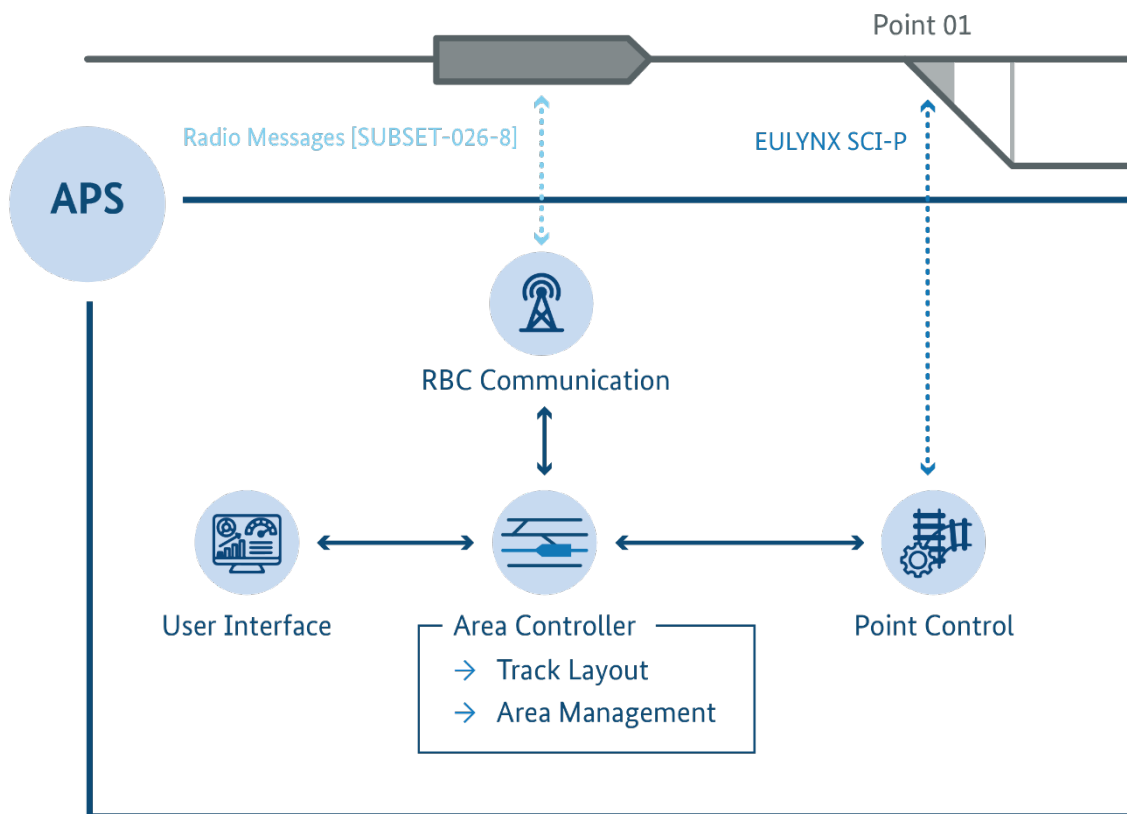 Point 01
Radio Messages [SUBSET-026-8]
EULYNX SCI-P
APS
RBC Communication
User Interface
Area Controller
→ Track Layout
→ Area Management
Point Control